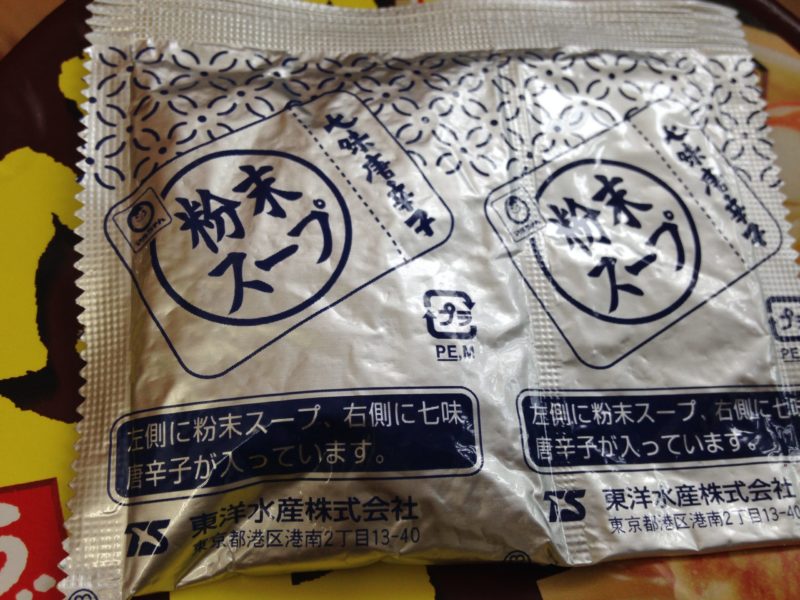 七味唐辛子
粉末
スープ
プラ
PE,M
左側に粉末スープ、右側に七味
唐辛子が入っています。
TS 東洋水産株式会社
東京都港区港南2丁目13-40
七味唐辛子
粉末
スープ
プラ
左側に粉末スープ、右側に七味
唐辛子が入っています。
TS 東洋水産株式会社
東京都港区港南2丁目13-40